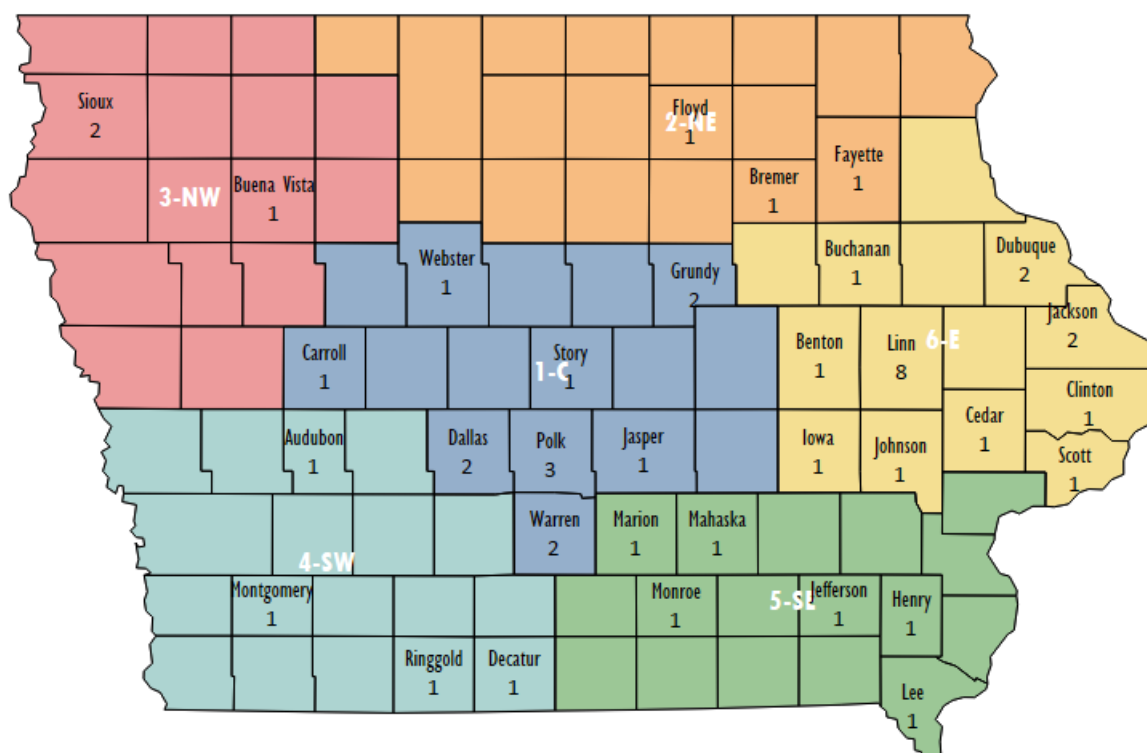 Sioux
2
Floyd
2-NE
1
Fayette
1
Bremer
1
3-NW
Buena Vista
1
Webster
1
Grundy
2
Buchanan
1
Dubuque
2
Jackson
2
Carroll
1
Story
1-C
1
Benton
1
Linn
8
6-E
Clinton
1
Cedar
1
Audubon
1
Dallas
2
Polk
3
Jasper
1
Iowa
1
Johnson
1
Scott
1
Warren
2
Marion
1
Mahaska
1
4-SW
Montgomery
1
Monroe
1
5-SE
Jefferson
1
Henry
1
Ringgold
1
Decatur
1
Lee
1